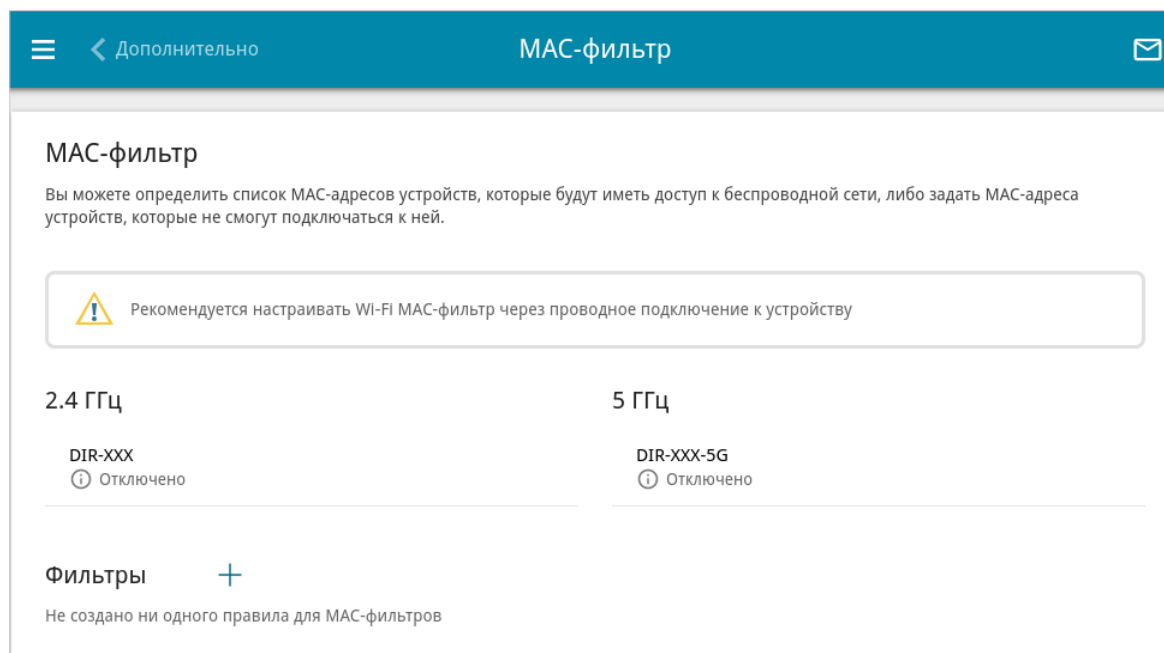 Дополнительно
MAC-фильтр
MAC-фильтр
Вы можете определить список MAC-адресов устройств, которые будут иметь доступ к беспроводной сети, либо задать MAC-адреса
устройств, которые не смогут подключаться к ней.
Рекомендуется настраивать Wi-Fi MAC-фильтр через проводное подключение к устройству
2.4 ГГц
5 ГГц
DIR-XXX
Отключено
DIR-XXX-5G
Отключено
Фильтры
Не создано ни одного правила для MAC-фильтров